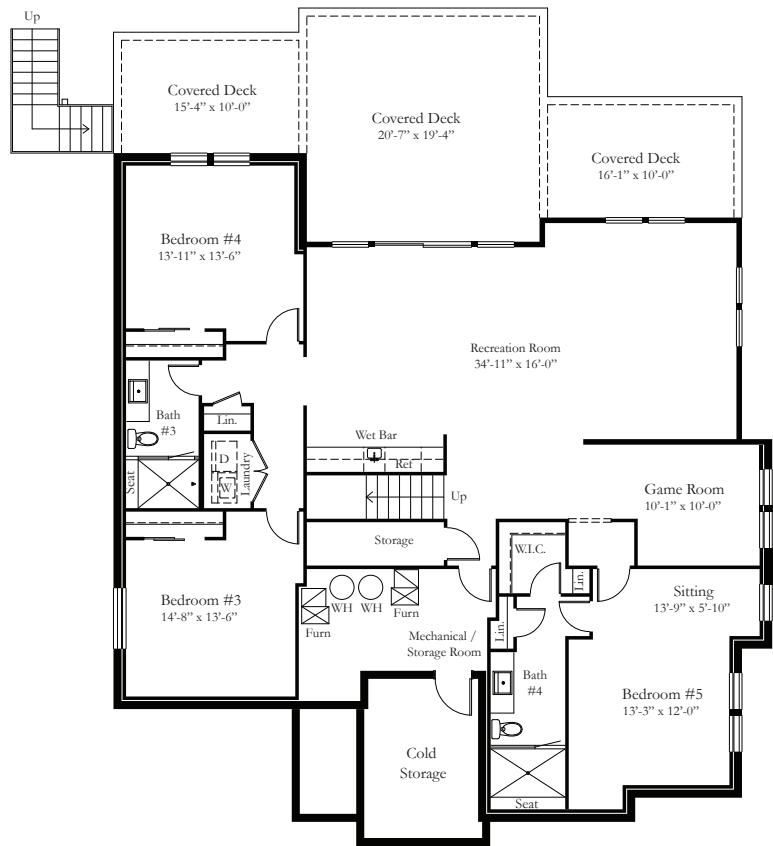 Up
Covered Deck
15'-4" x 10'-0"
Covered Deck
20'-7" x 19'-4"
Covered Deck
16'-1" x 10'-0"
Bedroom #4
13'-11" x 13'-6"
Recreation Room
34'-11" x 16'-0"
Bath
#3
Lin.
Wet Bar
Ref
Seat
D
W
Laundry
Up
Game Room
10'-1" x 10'-0"
Storage
W.I.C.
Lin.
Sitting
13'-9" x 5'-10"
Bedroom #3
14'-8" x 13'-6"
Furn
WH
WH
Furn
Mechanical /
Storage Room
Lin.
Bath
#4
Bedroom #5
13'-3" x 12'-0"
Cold
Storage
Seat